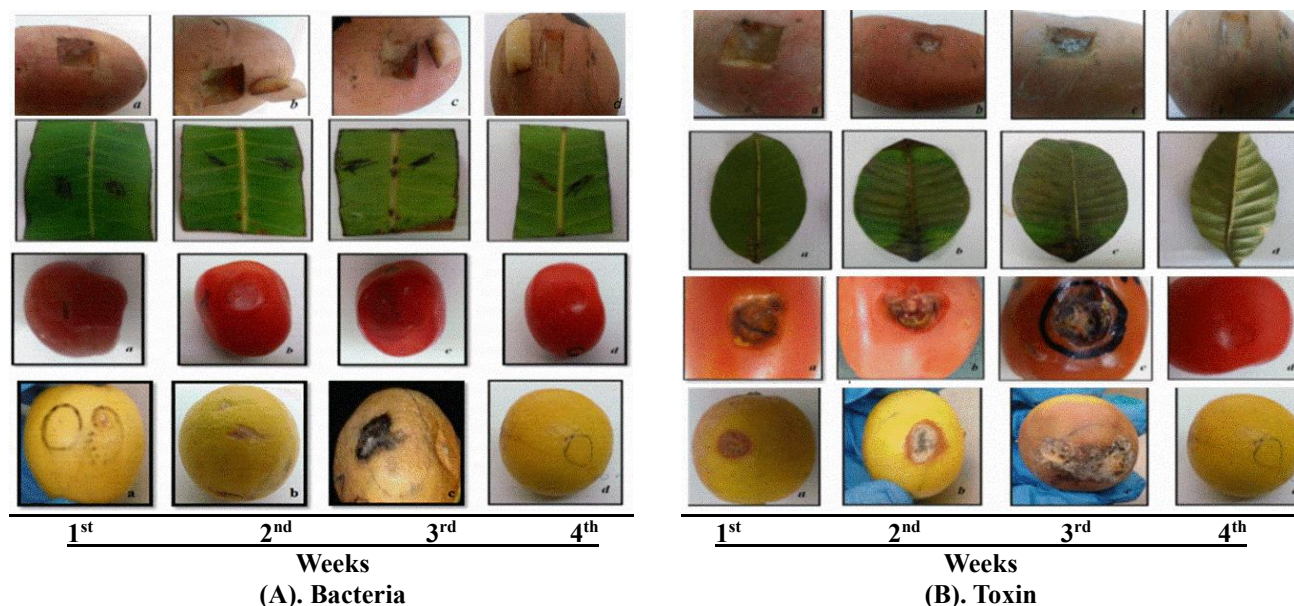 a b c d
a b c d
a b c d
a b c d
1st 2nd 3rd 4th
Weeks
(A). Bacteria
a b c
a b c d
a b c d
a b
1st 2nd 3rd 4th
Weeks
(B). Toxin